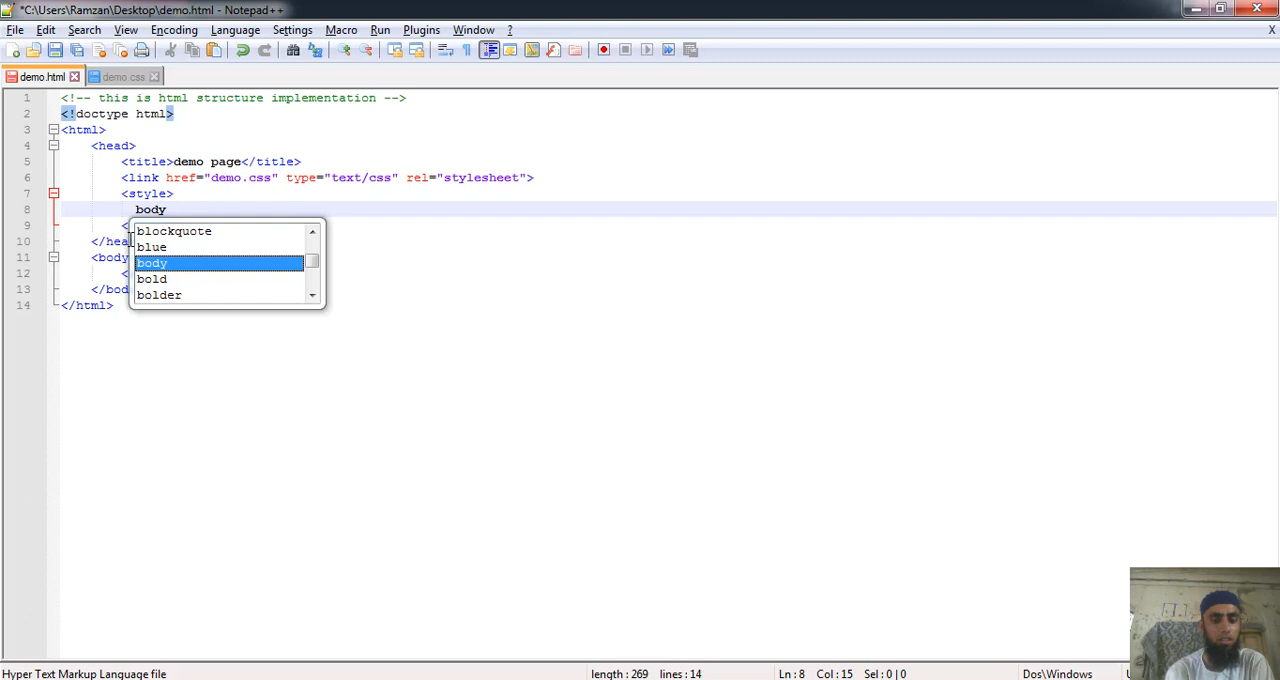 *C:\Users\Ramzan\Desktop\demo.html - Notepad++
File Edit Search View Encoding Language Settings Macro Run Plugins Window ? X
demo.html demo.css
1 <!-- this is html structure implementation -->
2 <!doctype html>
3 <html>
4 <head>
5 <title>demo page</title>
6 <link href="demo.css" type="text/css" rel="stylesheet">
7 <style>
8 body
9 <
10 </hea
11 <body
12 <
13 </bod
14 </html>
blockquote
blue
body
bold
bolder
Hyper Text Markup Language file length : 269 lines : 14 Ln : 8 Col : 15 Sel : 0 | 0 Dos\Windows